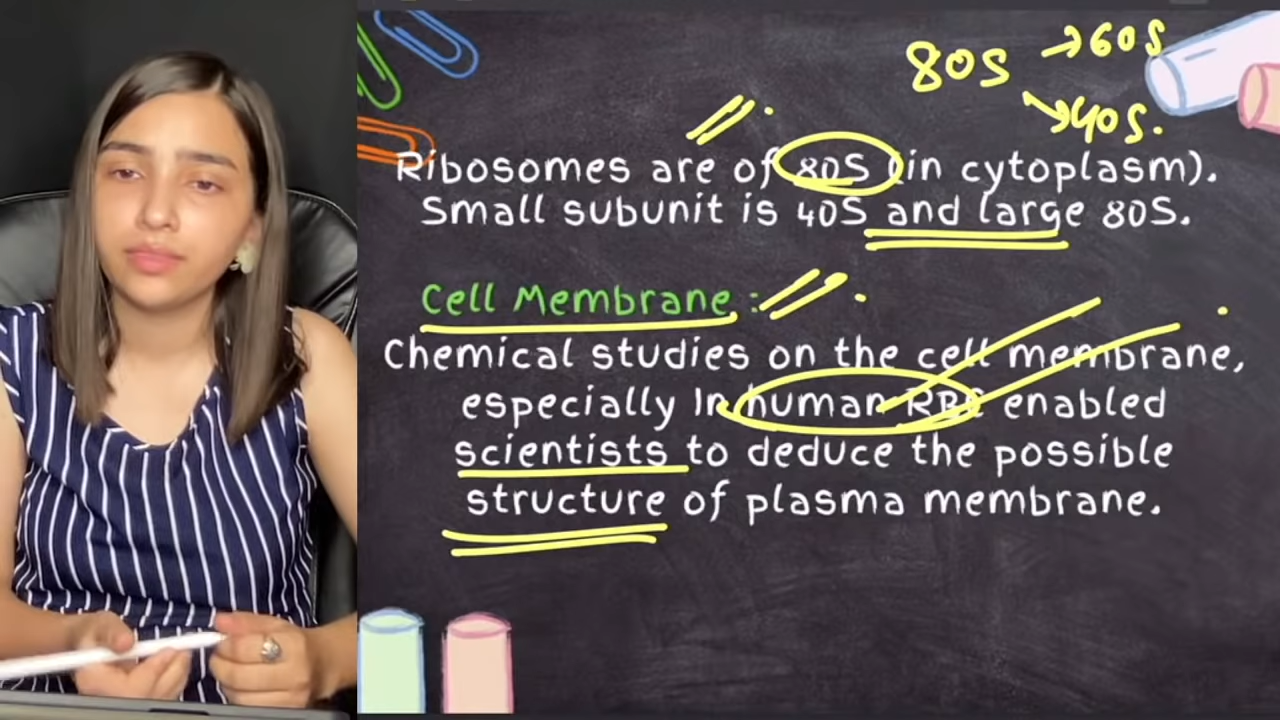 80S →60S
→40S.
Ribosomes are of 80S (in cytoplasm).
Small subunit is 40S and large 80S.
Cell Membrane :
Chemical studies on the cell membrane,
especially In human RBC enabled
scientists to deduce the possible
structure of plasma membrane.